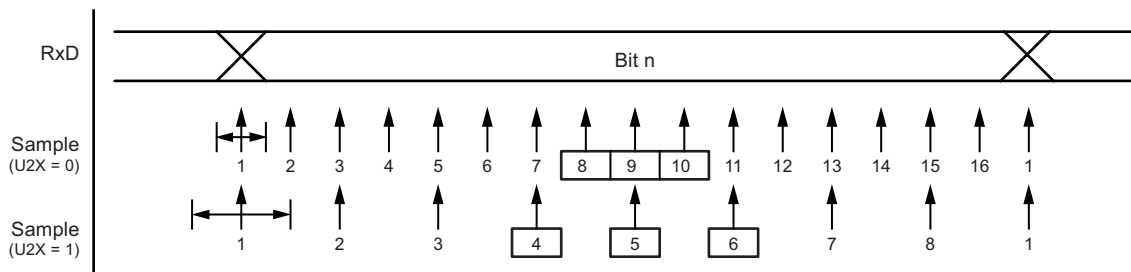 RxD
Bit n
Sample
(U2X = 0)
1 2 3 4 5 6 7 8 9 10 11 12 13 14 15 16 1
Sample
(U2X = 1)
1 2 3 4 5 6 7 8 1